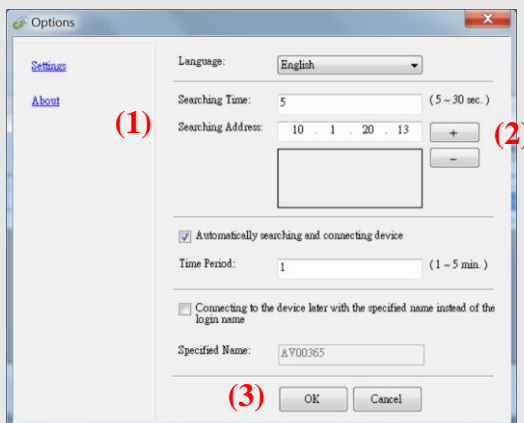 Options
Settings
About
Language: English
Searching Time: 5 (5 ~ 30 sec.)
(1) Searching Address: 10 . 1 . 20 . 13 + (2)
–
Automatically searching and connecting device
Time Period: 1 (1 ~ 5 min.)
Connecting to the device later with the specified name instead of the
login name
Specified Name: AV00365
(3) OK Cancel